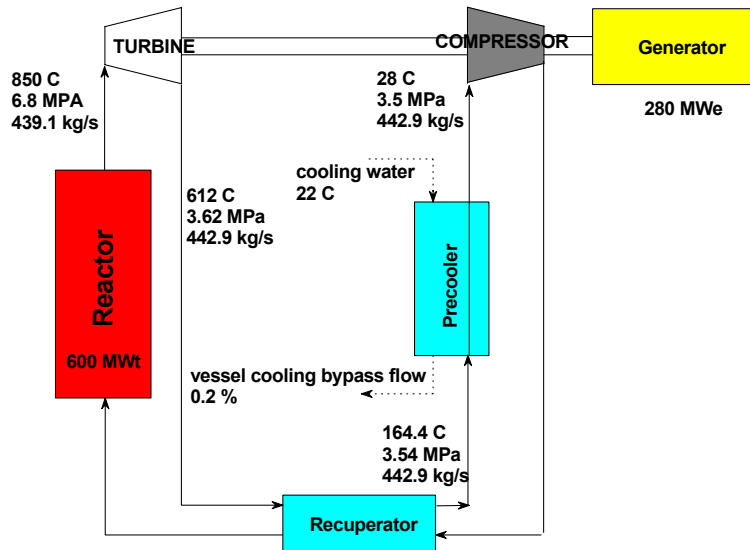 TURBINE
COMPRESSOR
Generator
850 C
6.8 MPA
439.1 kg/s
28 C
3.5 MPa
442.9 kg/s
280 MWe
cooling water
22 C
612 C
3.62 MPa
442.9 kg/s
Reactor
600 MWt
Precooler
vessel cooling bypass flow
0.2 %
164.4 C
3.54 MPa
442.9 kg/s
Recuperator